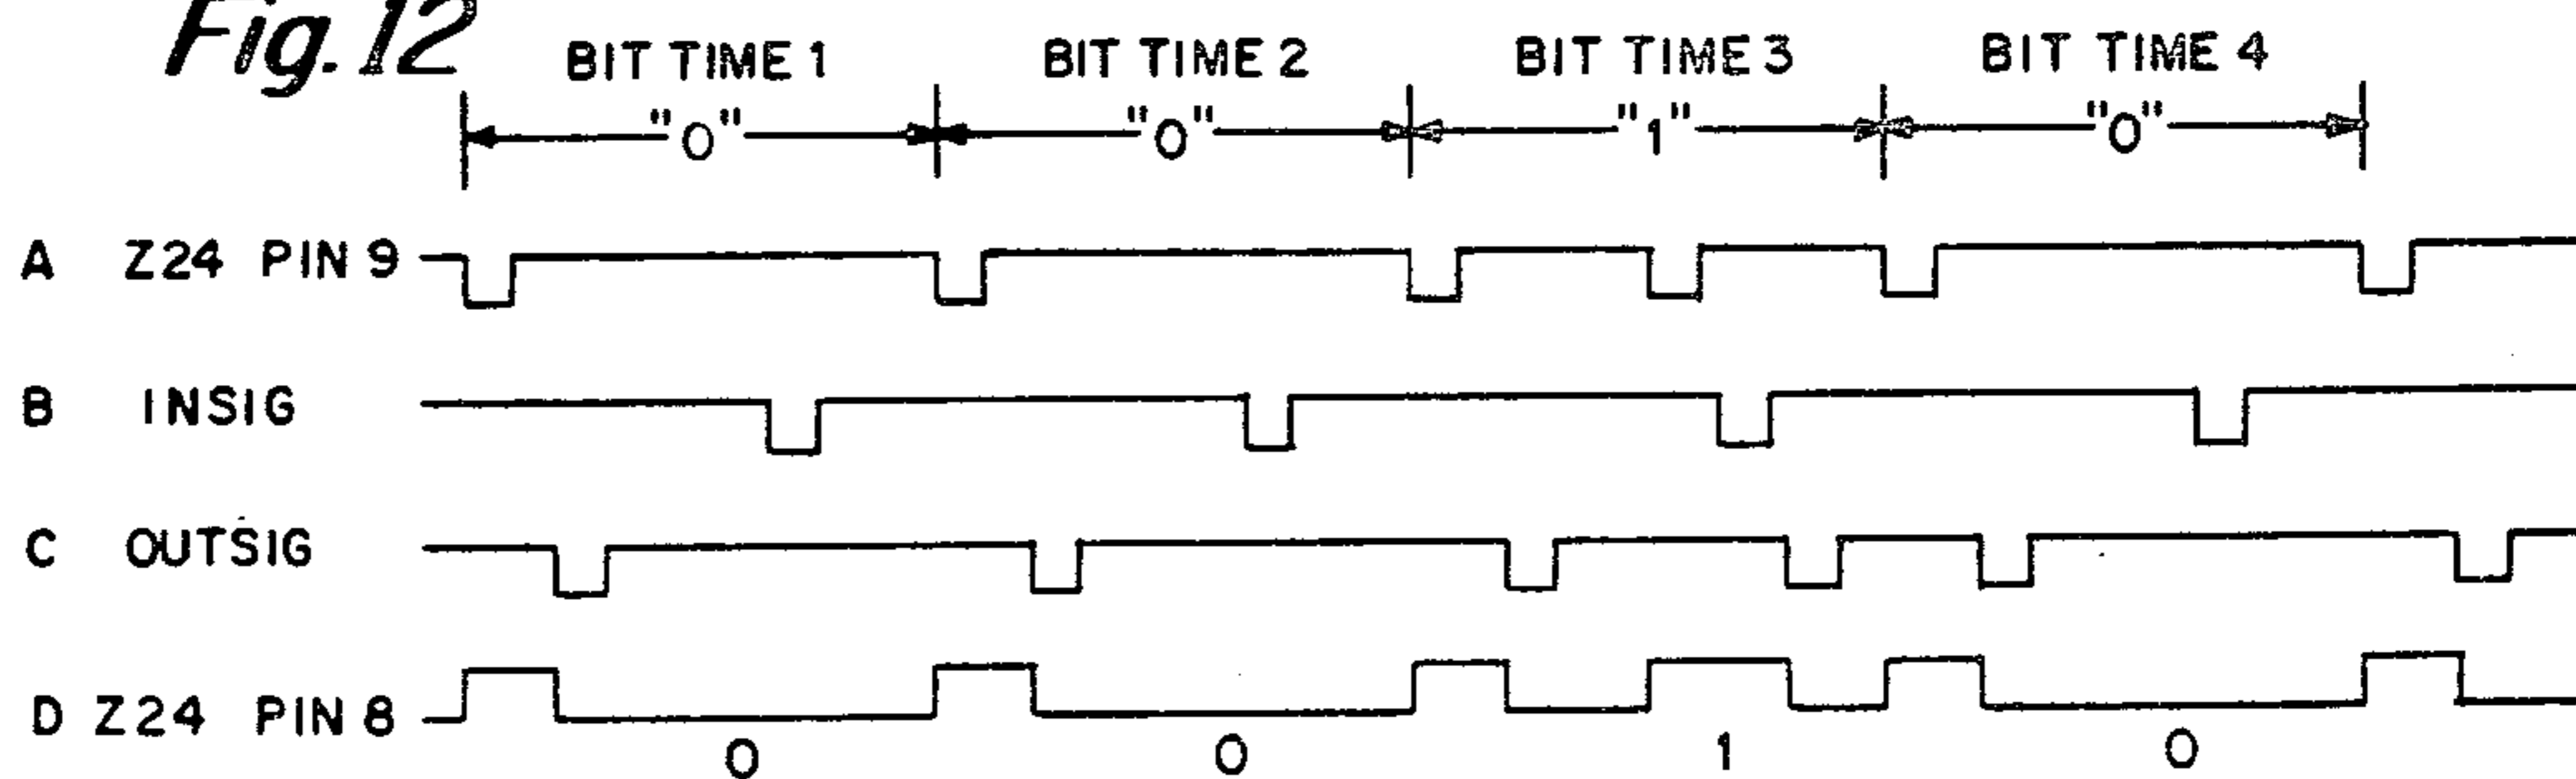 Fig. 12
BIT TIME 1 BIT TIME 2 BIT TIME 3 BIT TIME 4
"0" "0" "1" "0"
A Z24 PIN 9
B INSIG
C OUTSIG
D Z24 PIN 8
0 0 1 0